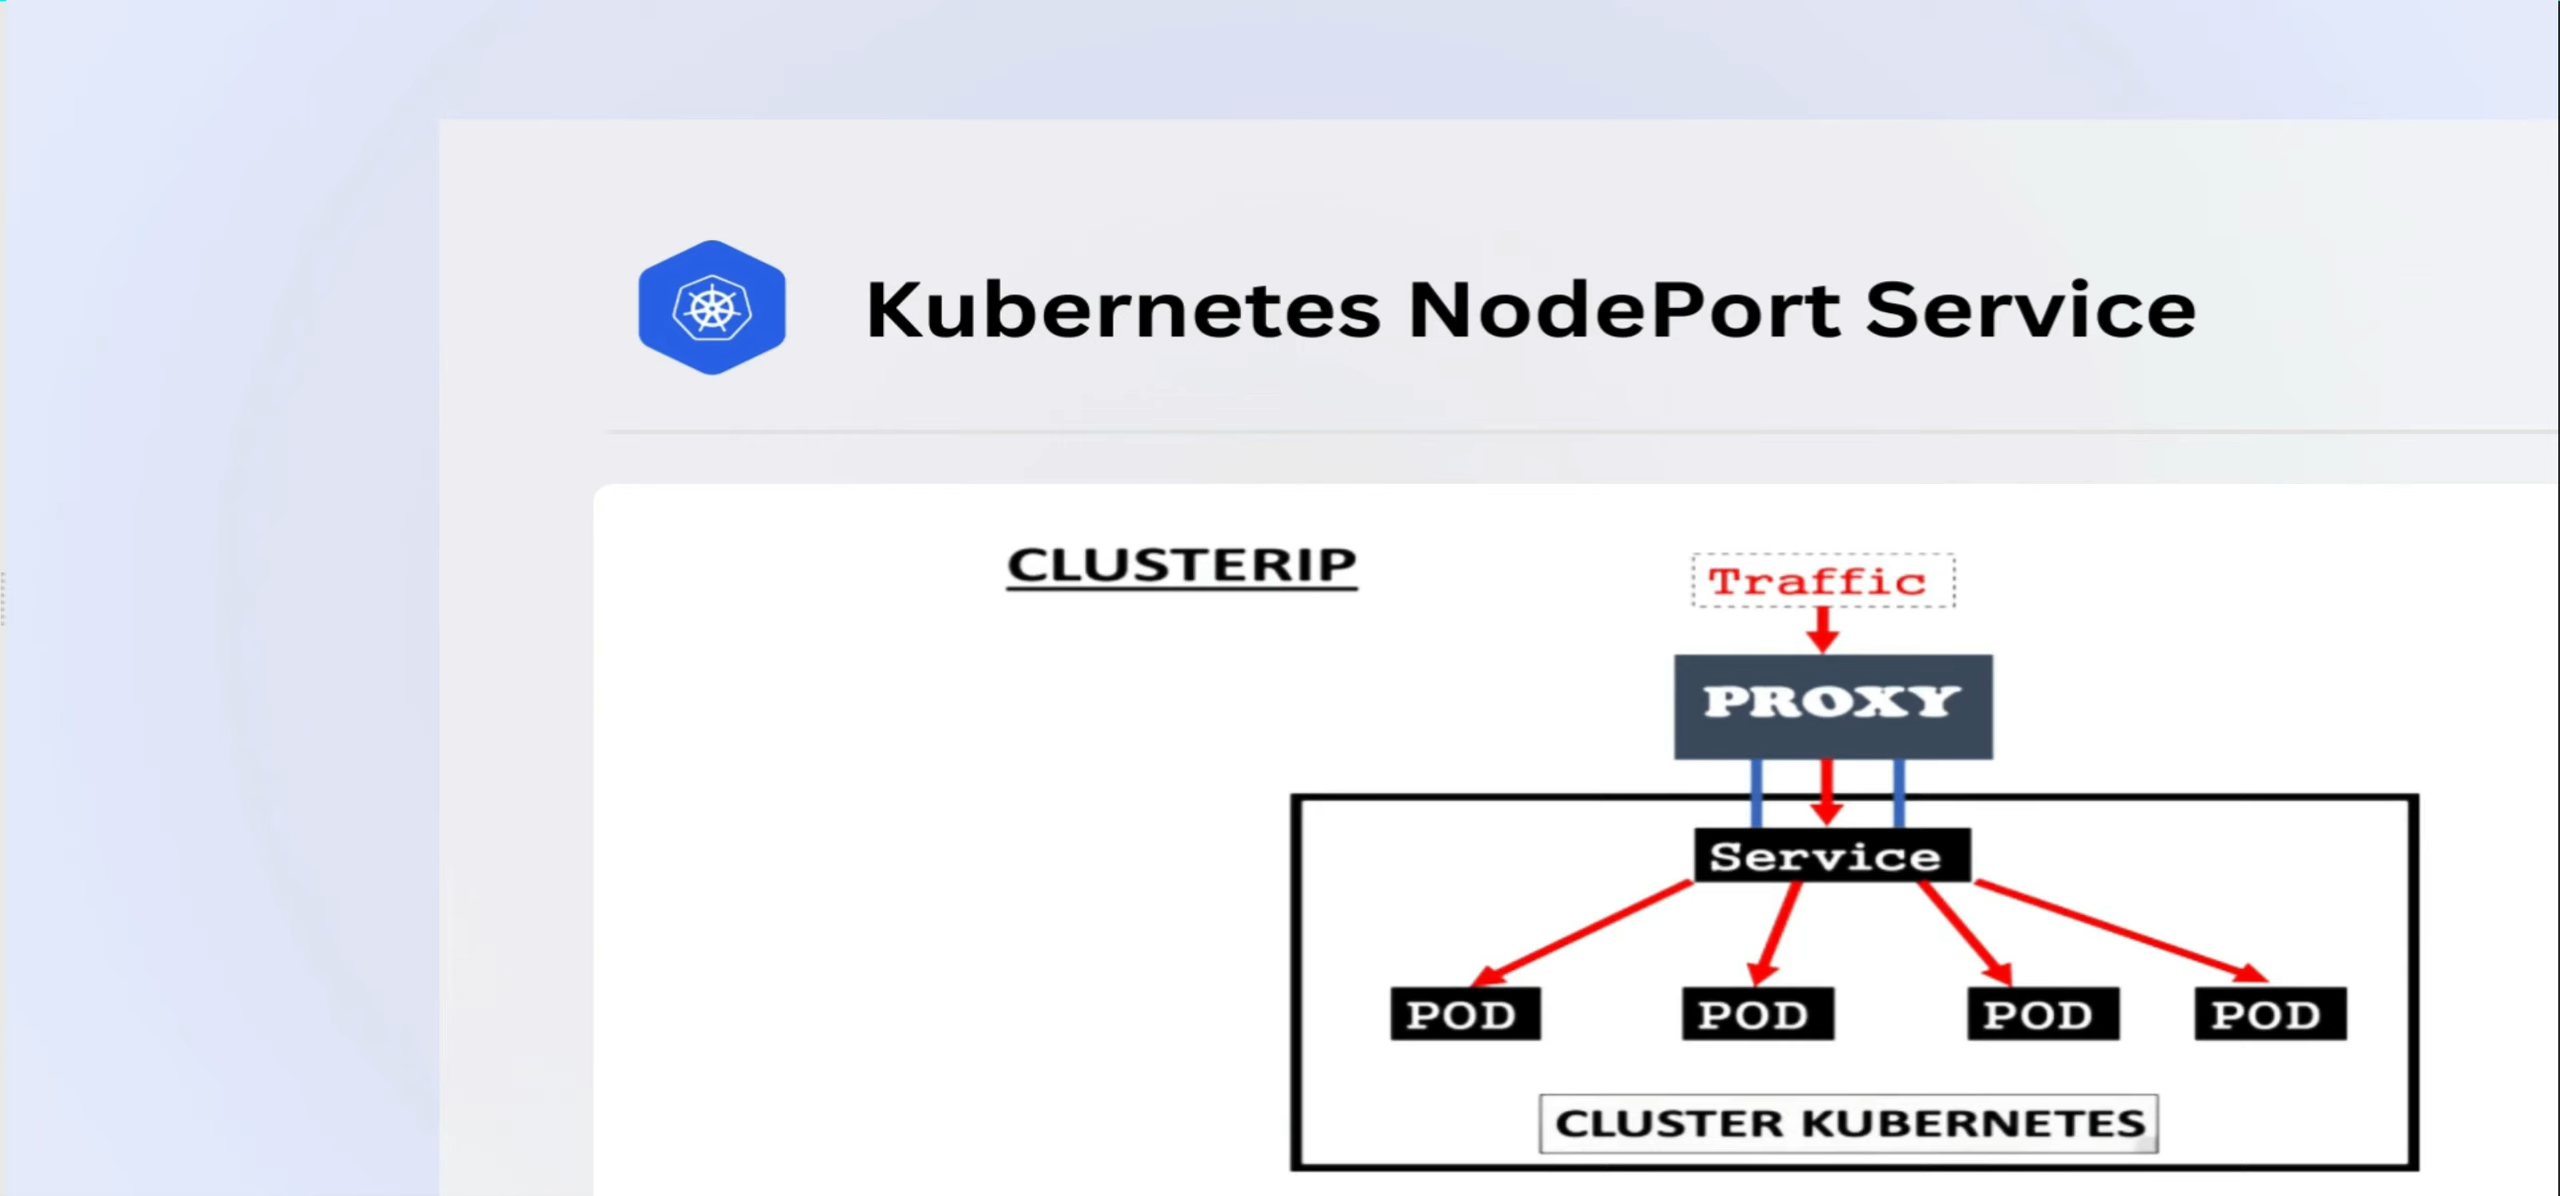 Kubernetes NodePort Service
CLUSTERIP
Traffic
PROXY
Service
POD
POD
POD
POD
CLUSTER KUBERNETES